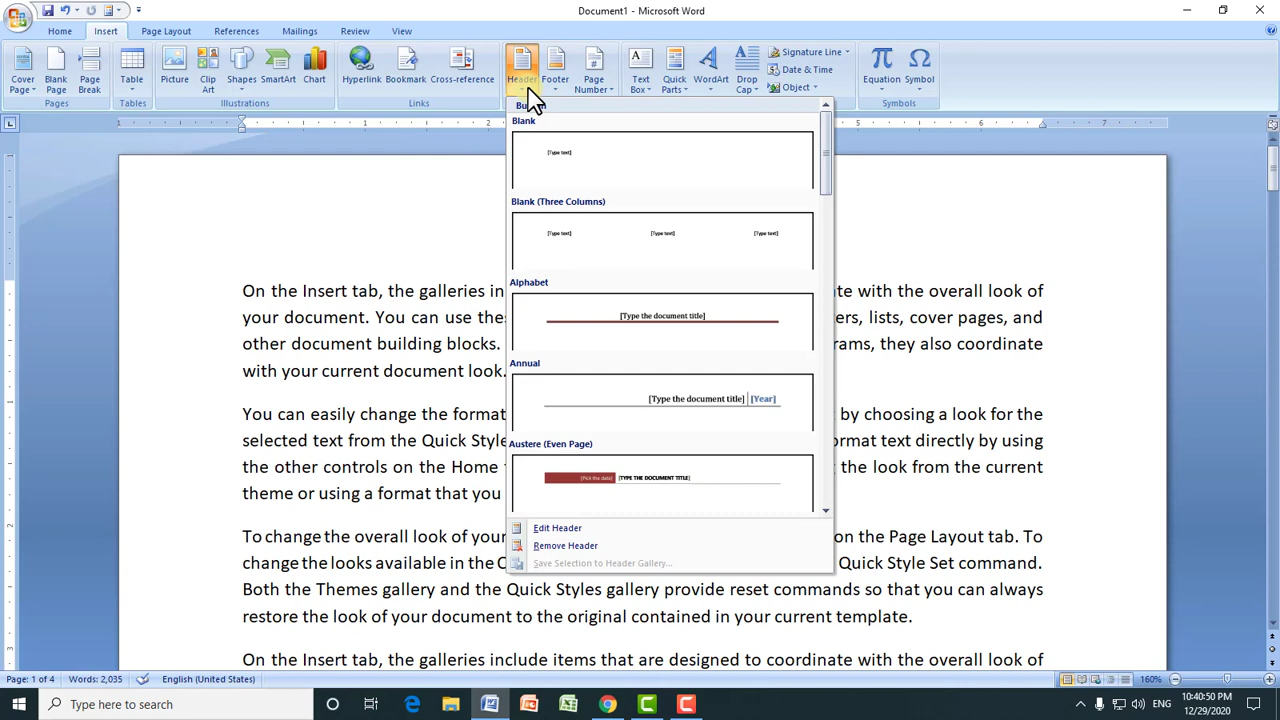 Document1 - Microsoft Word
Home Insert Page Layout References Mailings Review View
Cover Page Blank Page Page Break Table Picture Clip Art Shapes SmartArt Chart Hyperlink Bookmark Cross-reference Header Footer Page Number Text Box Quick Parts WordArt Drop Cap Signature Line Date & Time Object Equation Symbol
Pages Tables Illustrations Links Symbols
1 2 5 6 7
Blank
[Type text]
Blank (Three Columns)
[Type text] [Type text] [Type text]
Alphabet
[Type the document title]
Annual
[Type the document title] [Year]
Austere (Even Page)
[Pick the date] [TYPE THE DOCUMENT TITLE]
Edit Header
Remove Header
Save Selection to Header Gallery...
On the Insert tab, the galleries in ate with the overall look of
your document. You can use thes ers, lists, cover pages, and
other document building blocks. rams, they also coordinate
with your current document look.
You can easily change the format by choosing a look for the
selected text from the Quick Style ormat text directly by using
the other controls on the Home t g the look from the current
theme or using a format that you
To change the overall look of your on the Page Layout tab. To
change the looks available in the Q Quick Style Set command.
Both the Themes gallery and the Quick Styles gallery provide reset commands so that you can always
restore the look of your document to the original contained in your current template.
On the Insert tab, the galleries include items that are designed to coordinate with the overall look of
Page: 1 of 4 Words: 2,035 English (United States) 160%
Type here to search ENG 10:40:50 PM
12/29/2020